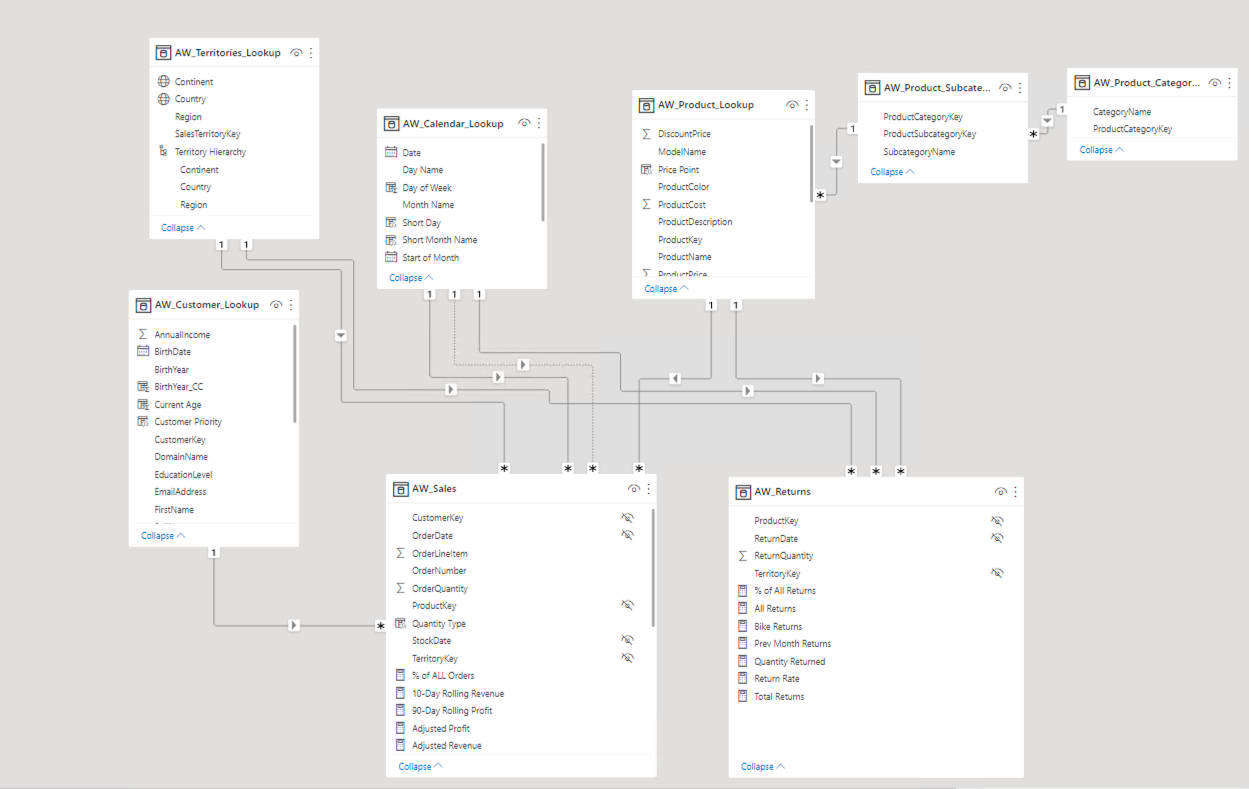 AW_Territories_Lookup
Continent
Country
Region
SalesTerritoryKey
Territory Hierarchy
Continent
Country
Region
Collapse
1
1
AW_Calendar_Lookup
Date
Day Name
Day of Week
Month Name
Short Day
Short Month Name
Start of Month
Collapse
1
1
1
AW_Product_Lookup
DiscountPrice
ModelName
Price Point
ProductColor
ProductCost
ProductDescription
ProductKey
ProductName
ProductPrice
Collapse
1
1
*
1
AW_Product_Subcate...
ProductCategoryKey
ProductSubcategoryKey
SubcategoryName
Collapse
*
1
AW_Product_Categor...
CategoryName
ProductCategoryKey
Collapse
AW_Customer_Lookup
AnnualIncome
BirthDate
BirthYear
BirthYear_CC
Current Age
Customer Priority
CustomerKey
DomainName
EducationLevel
EmailAddress
FirstName
Collapse
1
*
* * * *
AW_Sales
CustomerKey
OrderDate
OrderLineItem
OrderNumber
OrderQuantity
ProductKey
Quantity Type
StockDate
TerritoryKey
% of ALL Orders
10-Day Rolling Revenue
90-Day Rolling Profit
Adjusted Profit
Adjusted Revenue
Collapse
* * *
AW_Returns
ProductKey
ReturnDate
ReturnQuantity
TerritoryKey
% of All Returns
All Returns
Bike Returns
Prev Month Returns
Quantity Returned
Return Rate
Total Returns
Collapse